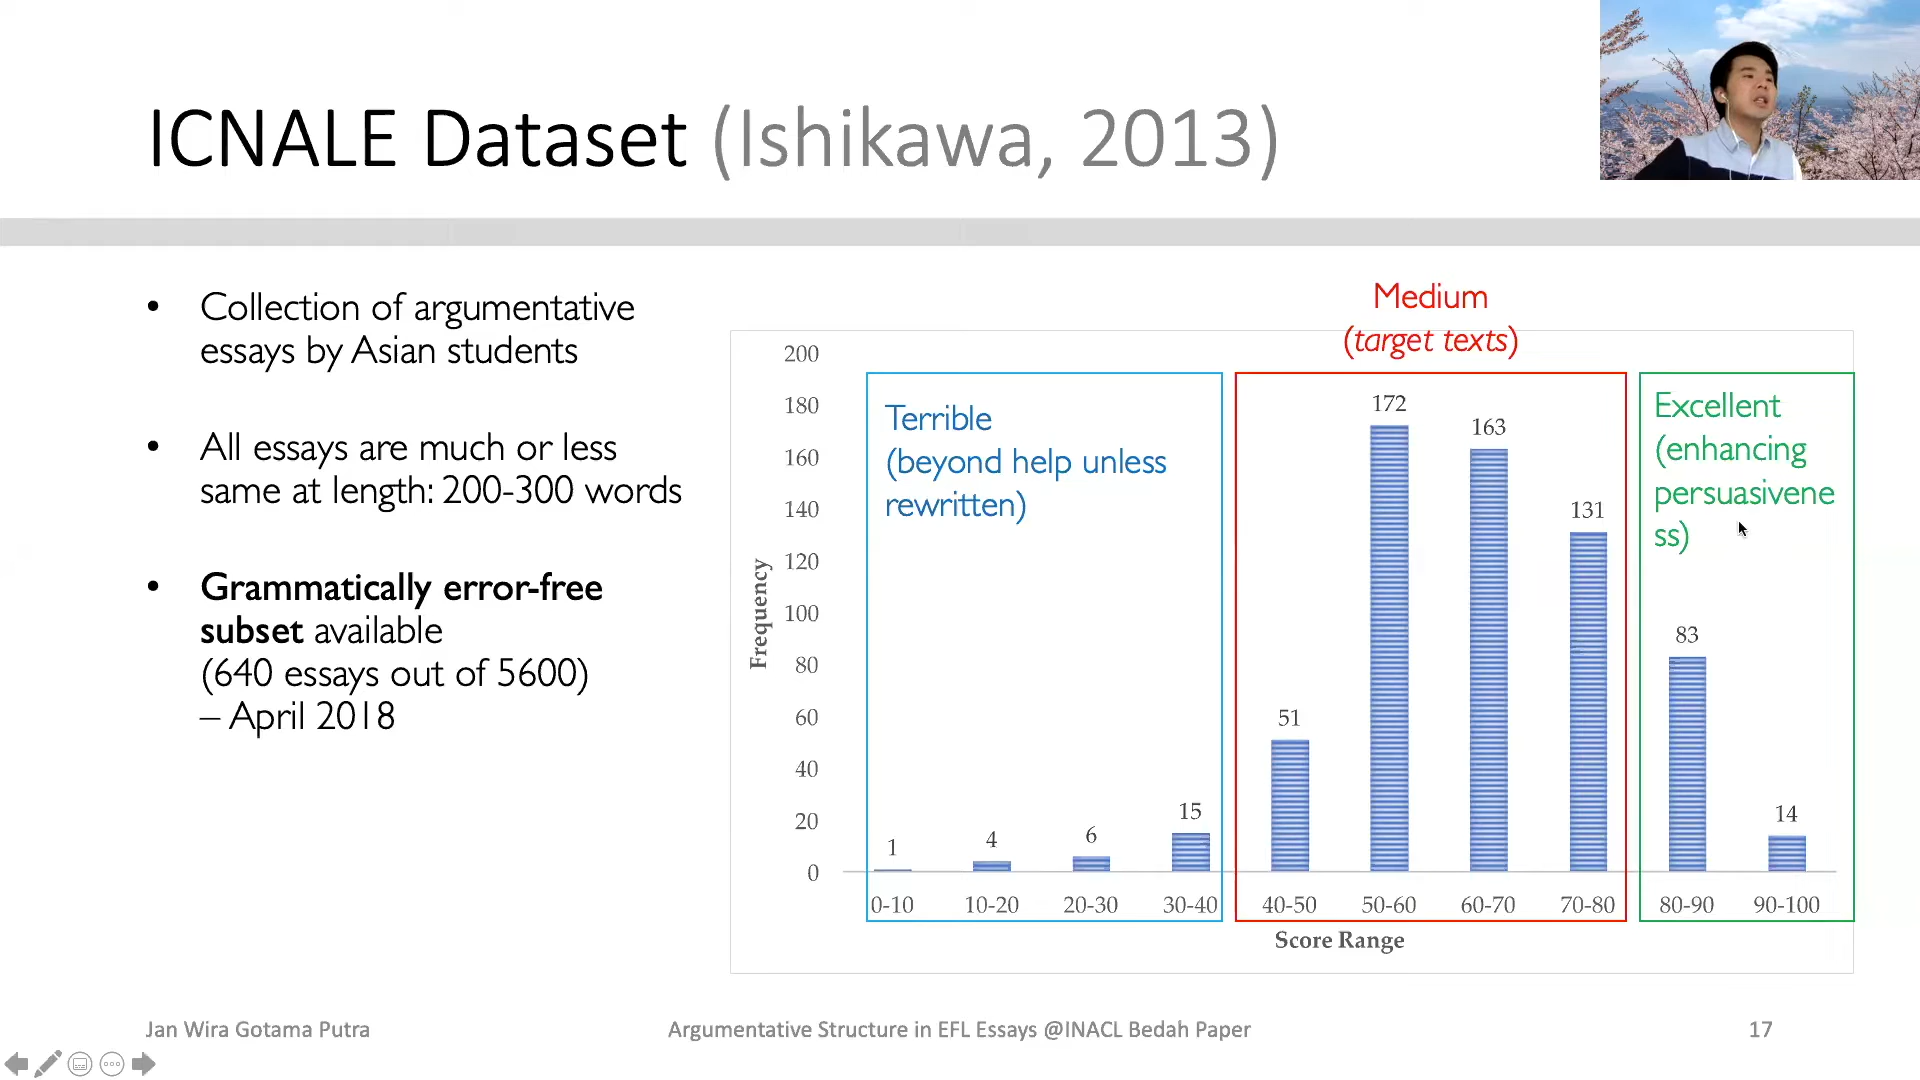 ICNALE Dataset (Ishikawa, 2013)
• Collection of argumentative
essays by Asian students
• All essays are much or less
same at length: 200-300 words
• Grammatically error-free
subset available
(640 essays out of 5600)
– April 2018
Medium
(target texts)
Terrible
(beyond help unless
rewritten)
Excellent
(enhancing
persuasivene
ss)
Frequency
200
180
160
140
120
100
80
60
40
20
0
1
4
6
15
51
172
163
131
83
14
0-10
10-20
20-30
30-40
40-50
50-60
60-70
70-80
80-90
90-100
Score Range
Jan Wira Gotama Putra
Argumentative Structure in EFL Essays @INACL Bedah Paper
17